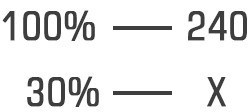 100% — 240
30% — X